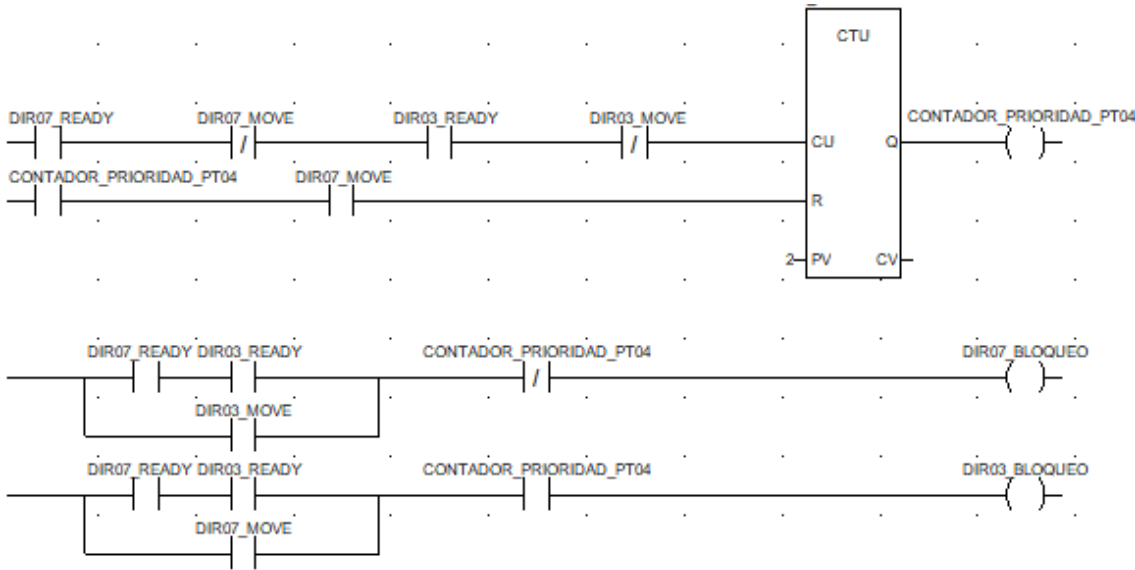 CTU
DIR07_READY DIR07_MOVE DIR03_READY DIR03_MOVE CONTADOR_PRIORIDAD_PT04
CU Q
CONTADOR_PRIORIDAD_PT04 DIR07_MOVE
R
2 PV CV
DIR07_READY DIR03_READY CONTADOR_PRIORIDAD_PT04 DIR07_BLOQUEO
DIR03_MOVE
DIR07_READY DIR03_READY CONTADOR_PRIORIDAD_PT04 DIR03_BLOQUEO
DIR07_MOVE